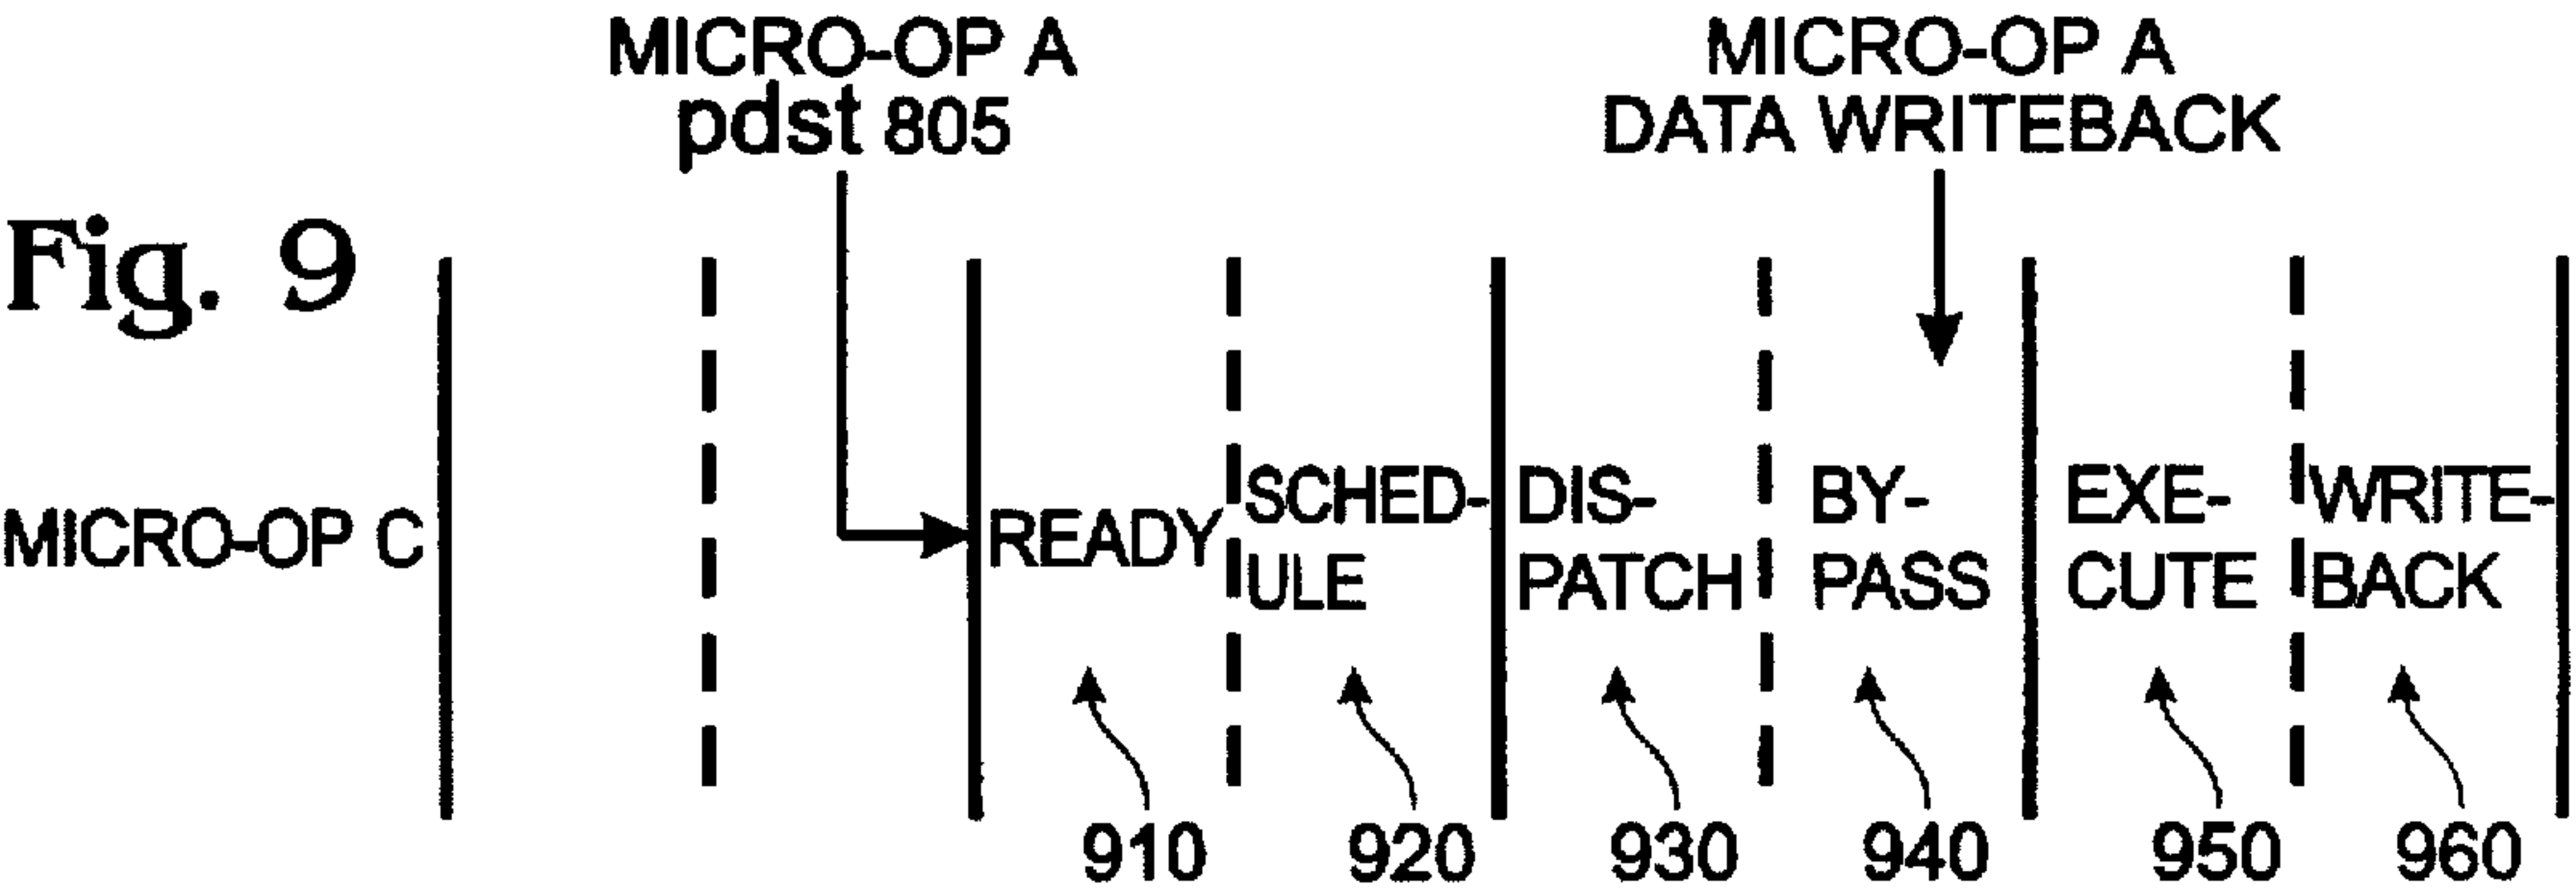 MICRO-OP A
pdst 805
MICRO-OP A
DATA WRITEBACK
Fig. 9
MICRO-OP C
READY
SCHED-
ULE
DIS-
PATCH
BY-
PASS
EXE-
CUTE
WRITE-
BACK
910
920
930
940
950
960